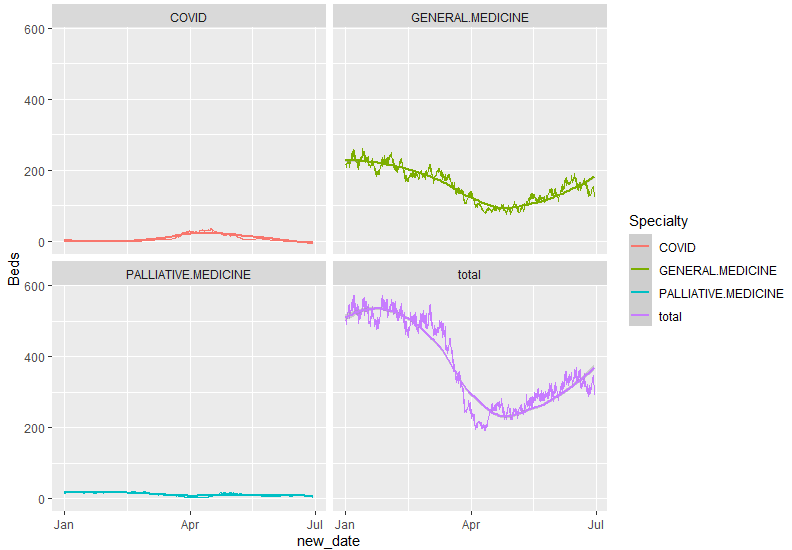 COVID
GENERAL.MEDICINE
600
400
200
0
PALLIATIVE.MEDICINE
total
600
400
200
0
Beds
Jan
Apr
Jul
Jan
Apr
Jul
new_date
Specialty
COVID
GENERAL.MEDICINE
PALLIATIVE.MEDICINE
total